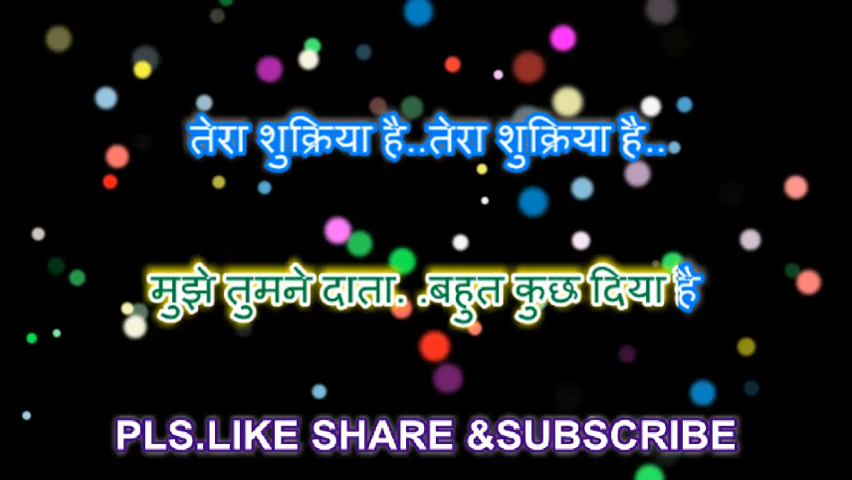 तेरा शुक्रिया है..तेरा शुक्रिया है..
मुझे तुमने दाता. .बहुत कुछ दिया है
PLS.LIKE SHARE &SUBSCRIBE